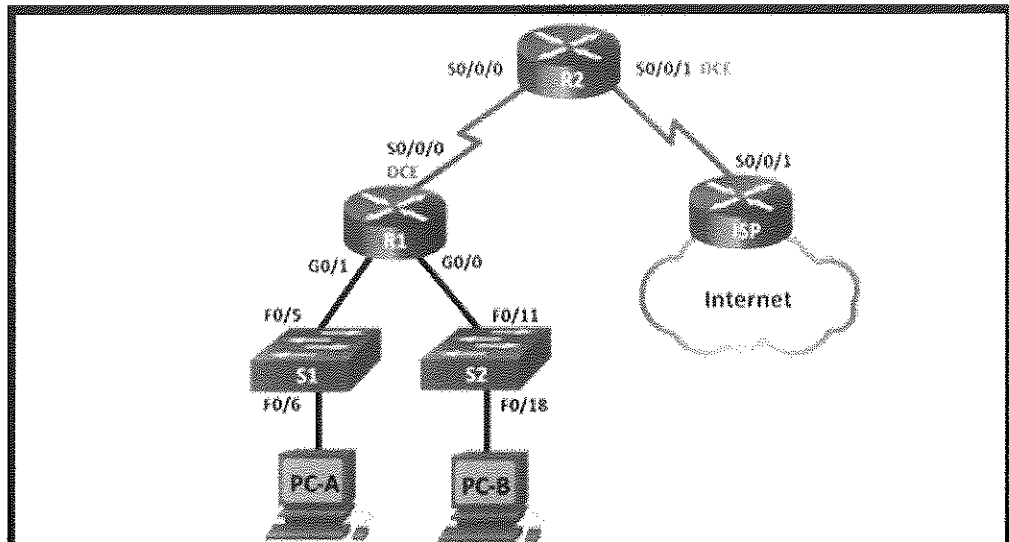 R2
S0/0/0
S0/0/1 DCE
S0/0/0
DCE
S0/0/1
R1
ISP
G0/1
G0/0
Internet
F0/5
F0/11
S1
S2
F0/6
F0/18
PC-A
PC-B